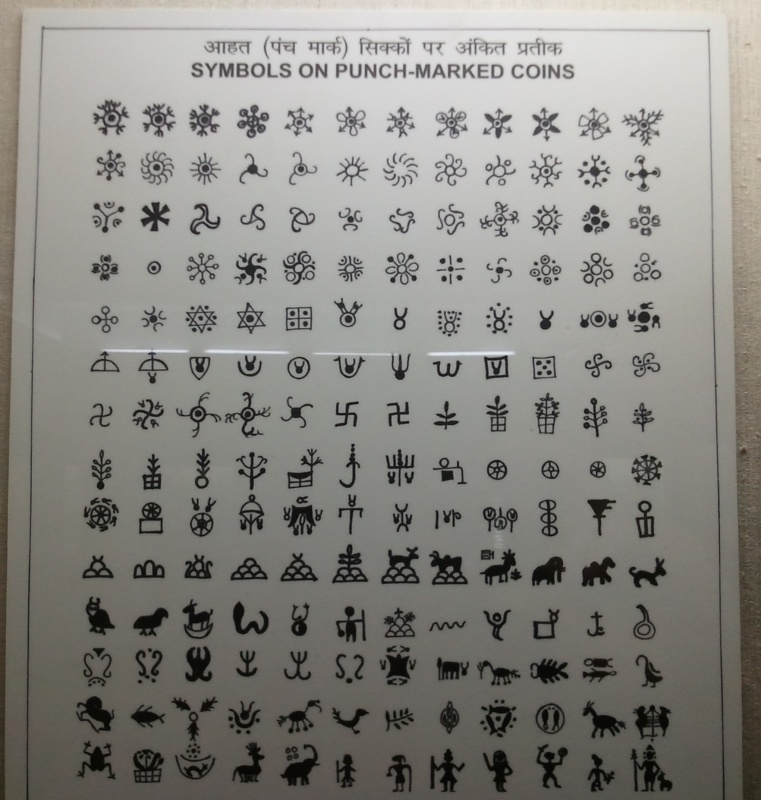 आहत (पंच मार्क) सिक्कों पर अंकित प्रतीक
SYMBOLS ON PUNCH-MARKED COINS